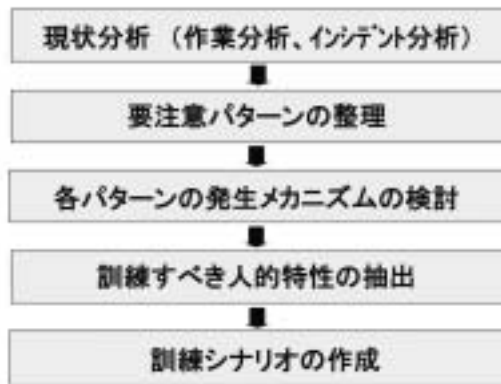 現状分析 （作業分析、インシデント分析）
要注意パターンの整理
各パターンの発生メカニズムの検討
訓練すべき人的特性の抽出
訓練シナリオの作成